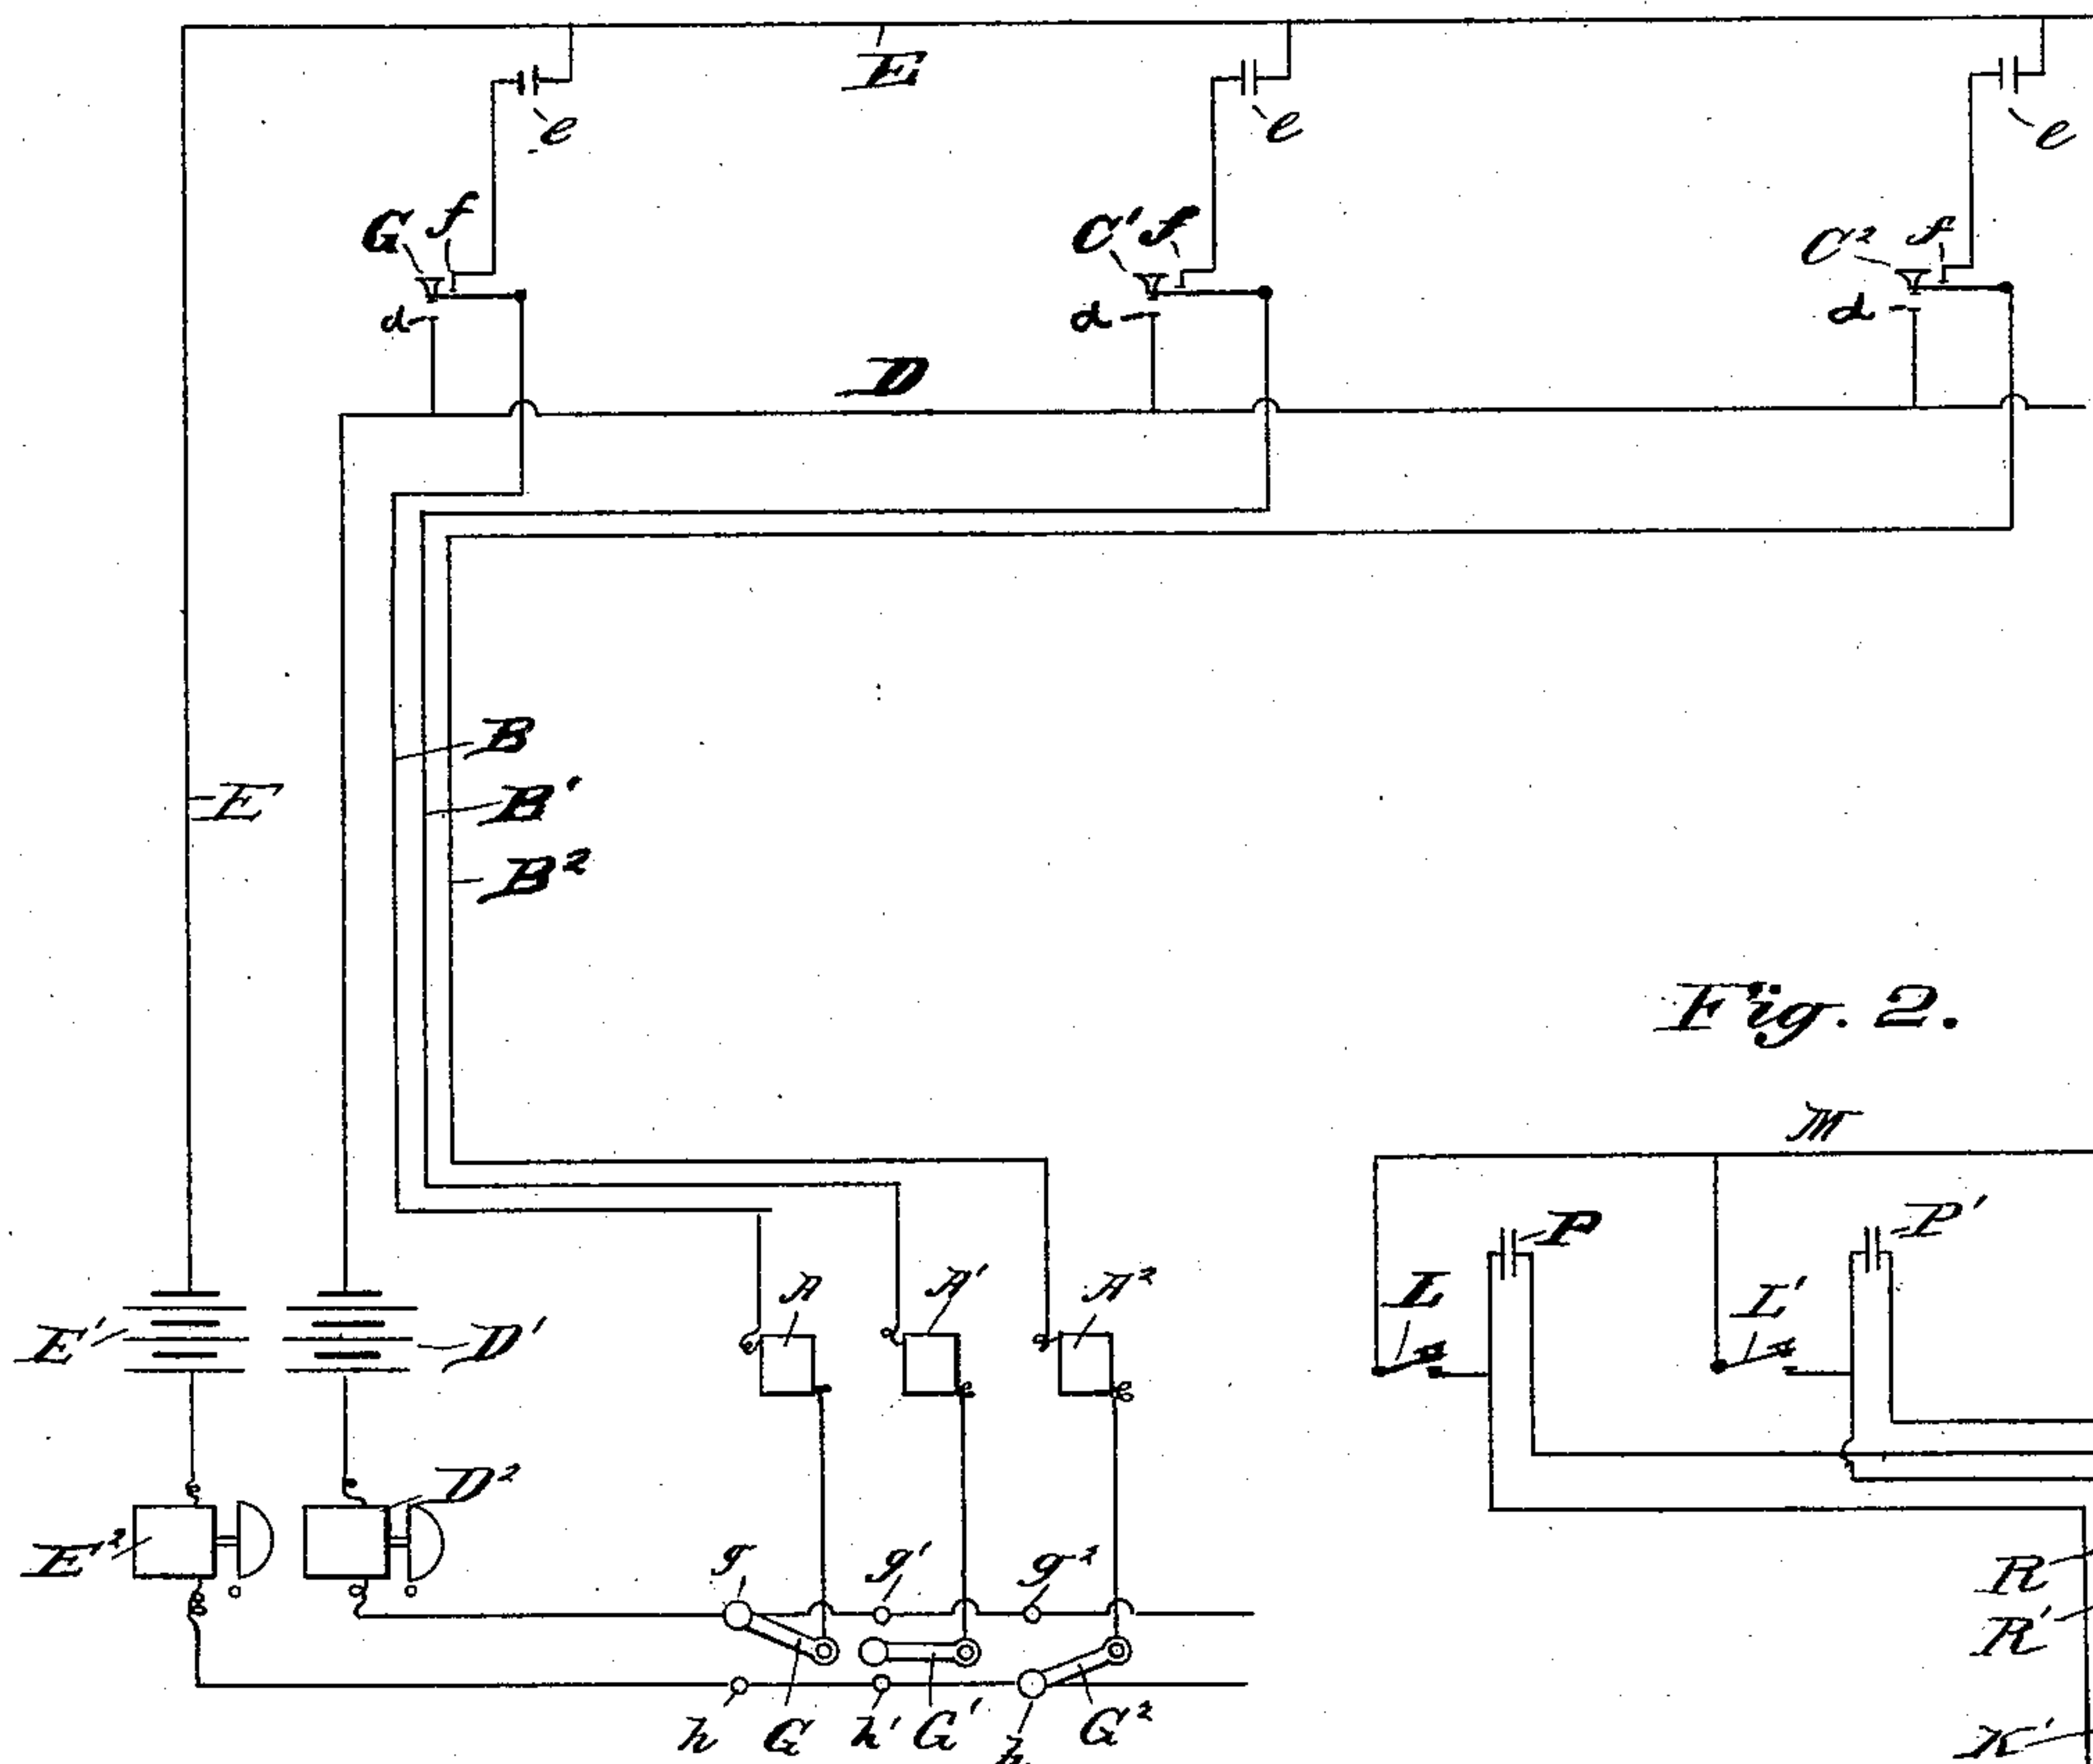 E
e e e
G f C' f C² f
d d d
D
B
E B'
B²
Fig. 2.
M
P P'
A A' A²
L L'
E' D'
D²
E²
g g' g²
R
R'
h G h' G' h G²
K'